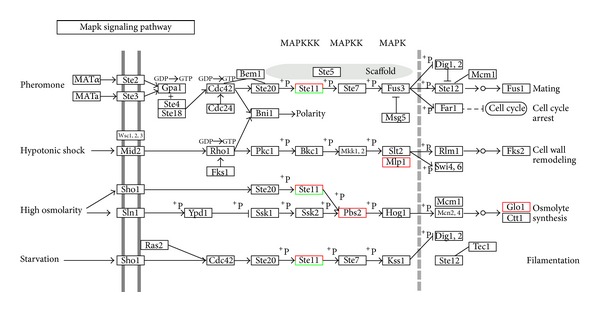 Mapk signaling pathway
MAPKKK MAPKK MAPK
Pheromone
MATα Ste2 GDP GTP GDP GTP Bem1 Ste5 Scaffold +P Dig1, 2
MATa Ste3 Gpa1 Cdc42 Ste20 +P Ste11 +P Ste7 +P Fus3 +P Ste12 Mcm1 Fus1 Mating
Ste4 Cdc24 +P Far1 Cell cycle Cell cycle
Ste18 Bni1 Polarity Msg5 arrest
Wsc1, 2, 3 GDP GTP
Hypotonic shock Mid2 Rho1 Pkc1 +P Bkc1 +P Mkk1, 2 +P Slt2 +P Rlm1 Fks2 Cell wall
Fks1 Mlp1 +P Swi4, 6 remodeling
Sho1 Ste20 +P Ste11
High osmolarity Sln1 +P Ypd1 +P Ssk1 +P Ssk2 +P Pbs2 +P Hog1 +P Mcm1 Glo1 Osmolyte
Mcn2, 4 Ctt1 synthesis
Ras2 +P Dig1, 2
Starvation Sho1 Cdc42 Ste20 +P Ste11 +P Ste7 +P Kss1 Ste12 Tec1 Filamentation